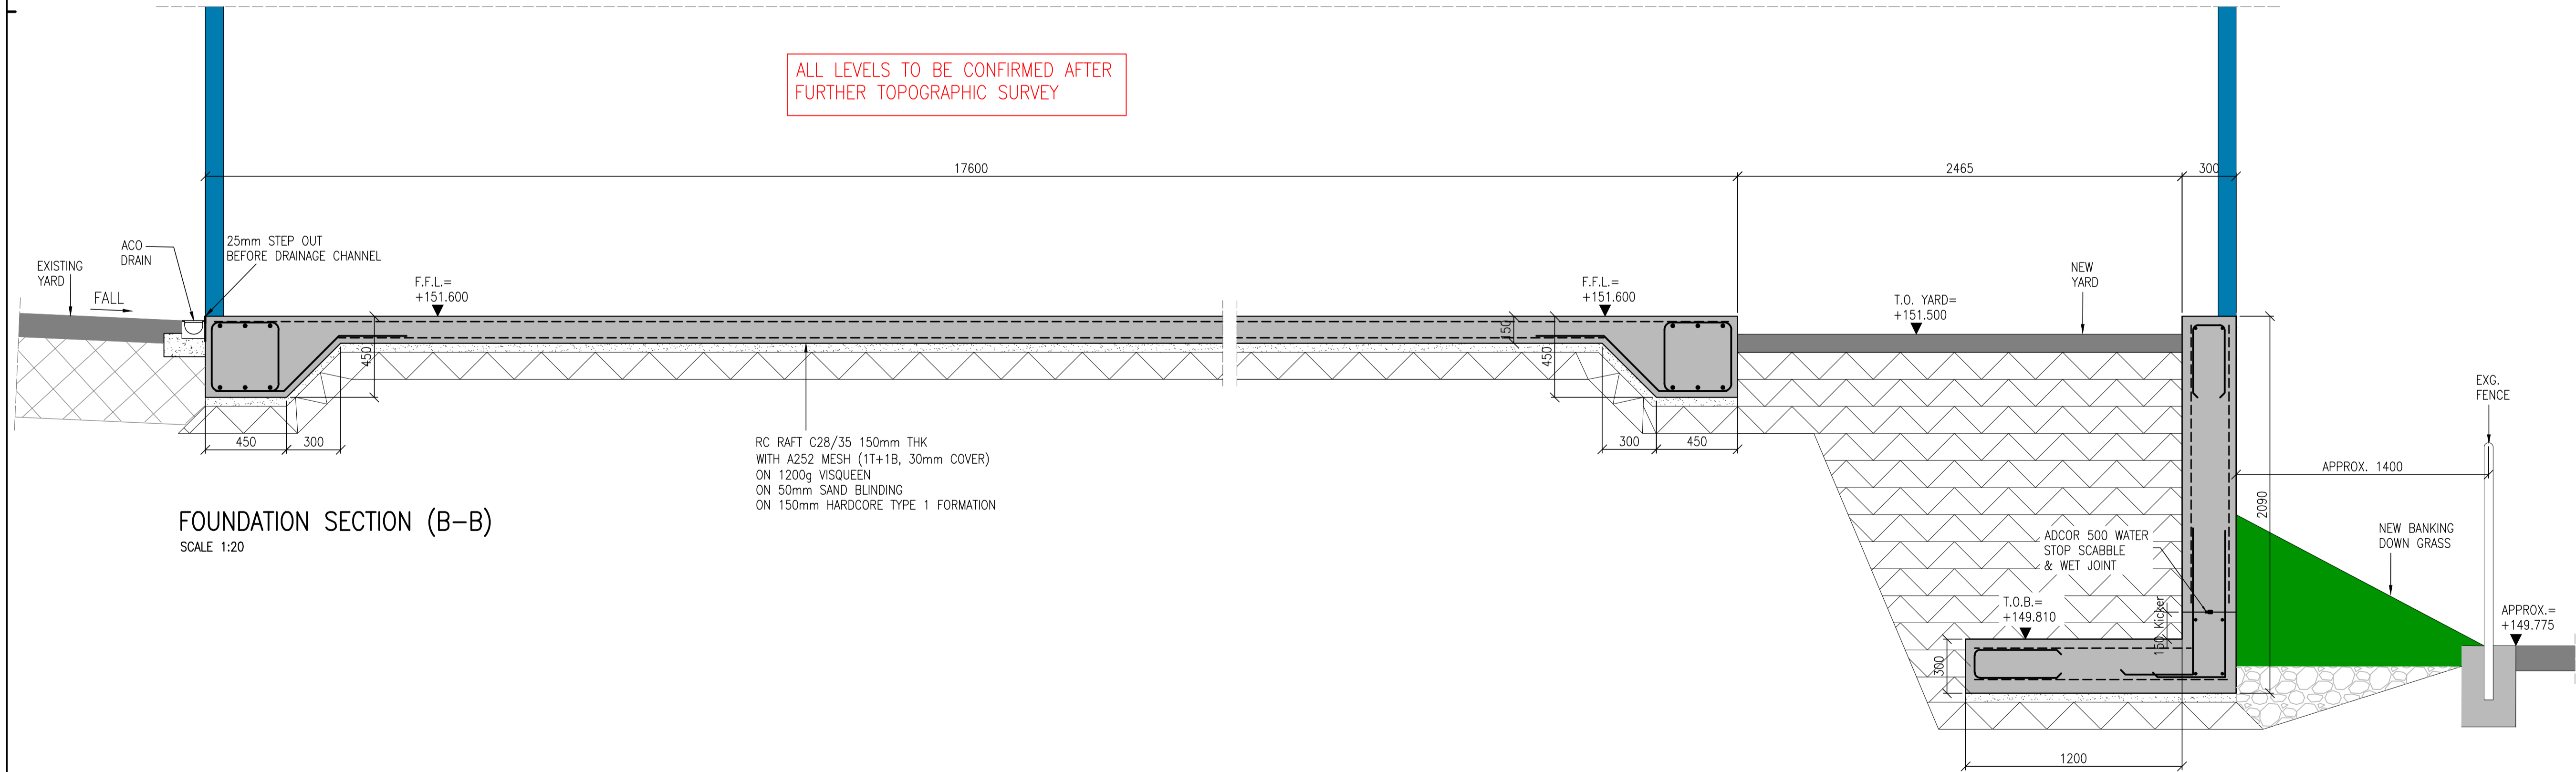 ALL LEVELS TO BE CONFIRMED AFTER
FURTHER TOPOGRAPHIC SURVEY
17600
2465
300
ACO
DRAIN
25mm STEP OUT
BEFORE DRAINAGE CHANNEL
EXISTING
YARD
FALL
F.F.L.=
+151.600
F.F.L.=
+151.600
NEW
YARD
T.O. YARD=
+151.500
450
150
450
450
300
300
450
RC RAFT C28/35 150mm THK
WITH A252 MESH (1T+1B, 30mm COVER)
ON 1200g VISQUEEN
ON 50mm SAND BLINDING
ON 150mm HARDCORE TYPE 1 FORMATION
EXG.
FENCE
APPROX. 1400
2090
ADCOR 500 WATER
STOP SCABBLE
& WET JOINT
NEW BANKING
DOWN GRASS
T.O.B.=
+149.810
150 Kicker
300
APPROX.=
+149.775
1200
FOUNDATION SECTION (B-B)
SCALE 1:20